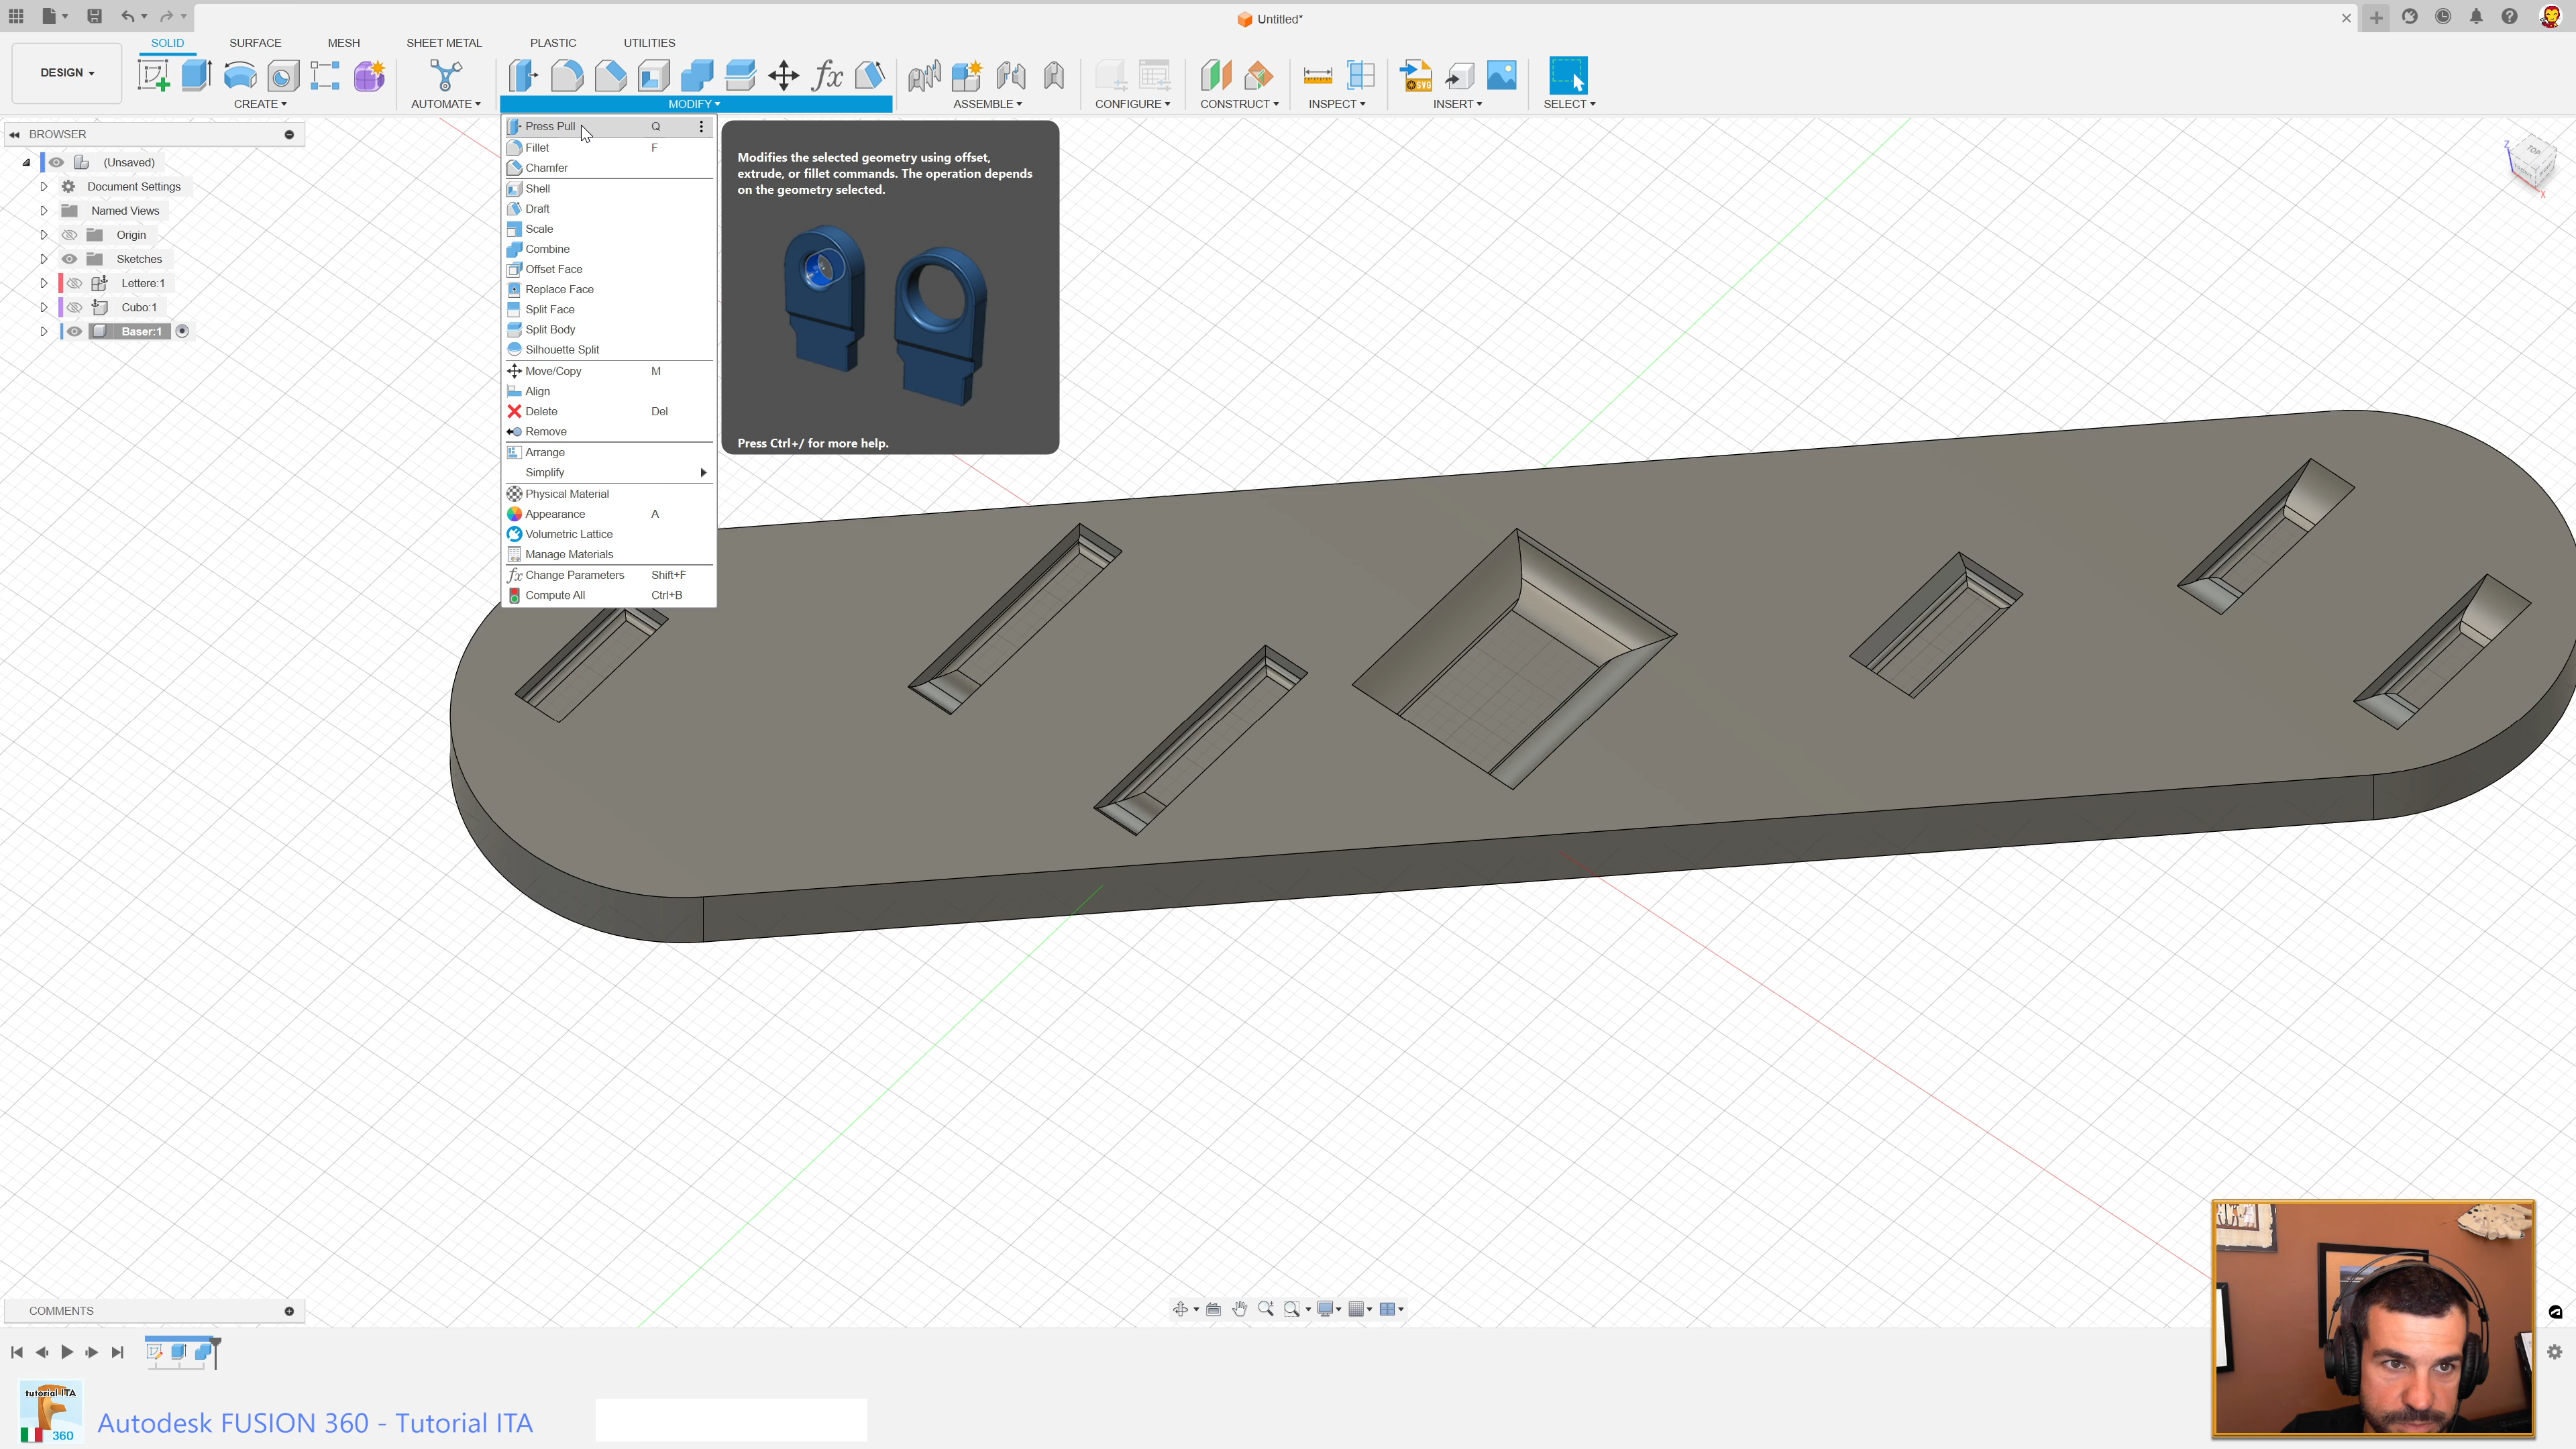 Untitled*
SOLID SURFACE MESH SHEET METAL PLASTIC UTILITIES
DESIGN
CREATE AUTOMATE MODIFY ASSEMBLE CONFIGURE CONSTRUCT INSPECT INSERT SELECT
SVG
BROWSER
(Unsaved)
Document Settings
Named Views
Origin
Sketches
Lettere:1
Cubo:1
Baser:1
Press Pull Q
Fillet F
Chamfer
Shell
Draft
Scale
Combine
Offset Face
Replace Face
Split Face
Split Body
Silhouette Split
Move/Copy M
Align
Delete Del
Remove
Arrange
Simplify
Physical Material
Appearance A
Volumetric Lattice
Manage Materials
fx Change Parameters Shift+F
Compute All Ctrl+B
Modifies the selected geometry using offset,
extrude, or fillet commands. The operation depends
on the geometry selected.
Press Ctrl+/ for more help.
Z
TOP
X
COMMENTS
tutorial ITA
360
Autodesk FUSION 360 - Tutorial ITA